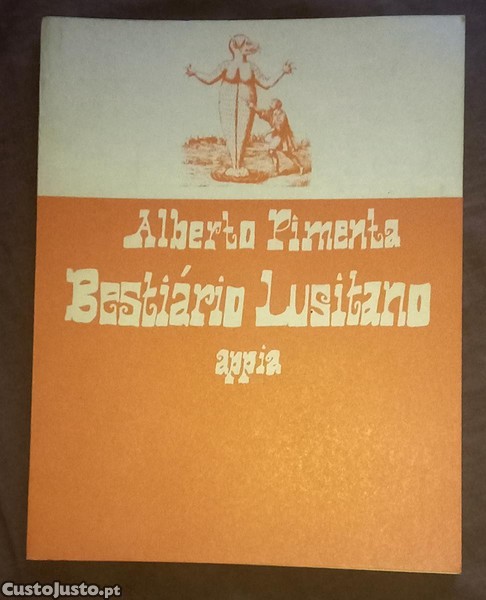 Alberto Pimenta
Bestiário Lusitano
appia
CustoJusto.pt